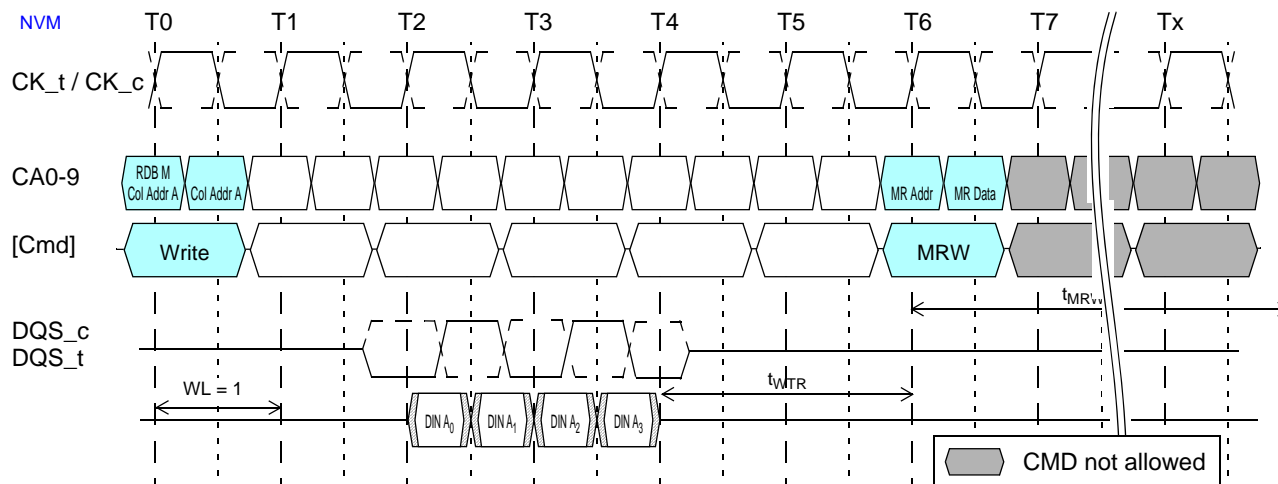 NVM T0 T1 T2 T3 T4 T5 T6 T7 Tx
CK_t / CK_c
CA0-9
RDB M
Col Addr A
Col Addr A
MR Addr
MR Data
[Cmd]
Write
MRW
tMRW
DQS_c
DQS_t
WL = 1
tWTR
DIN A0
DIN A1
DIN A2
DIN A3
CMD not allowed